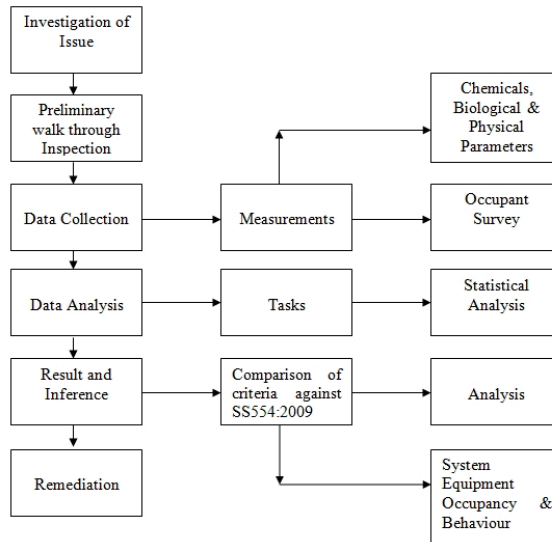 Investigation of
Issue
Preliminary
walk through
Inspection
Chemicals,
Biological &
Physical
Parameters
Data Collection
Measurements
Occupant
Survey
Data Analysis
Tasks
Statistical
Analysis
Result and
Inference
Comparison of
criteria against
SS554:2009
Analysis
Remediation
System
Equipment
Occupancy &
Behaviour